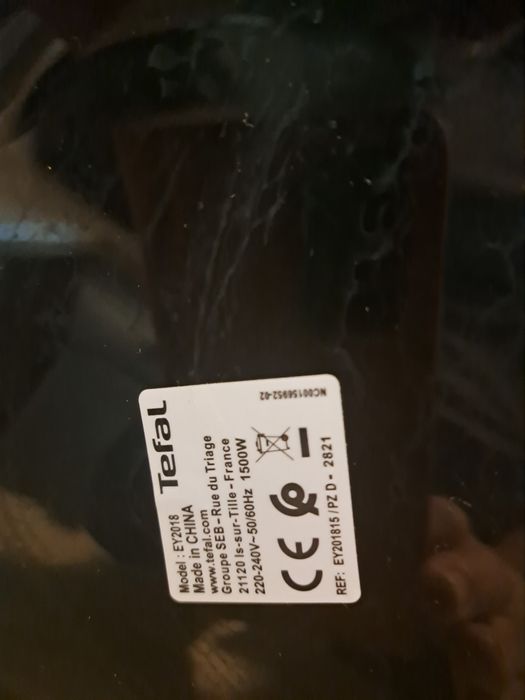 Tefal
Model : EY2018
Made in CHINA
www.tefal.com
Groupe SEB - Rue du Triage
21120 Is-sur-Tille - France
220-240V~50/60Hz 1500W
CE
REF: EY201815 / PZ D - 2821
NC00156952-02